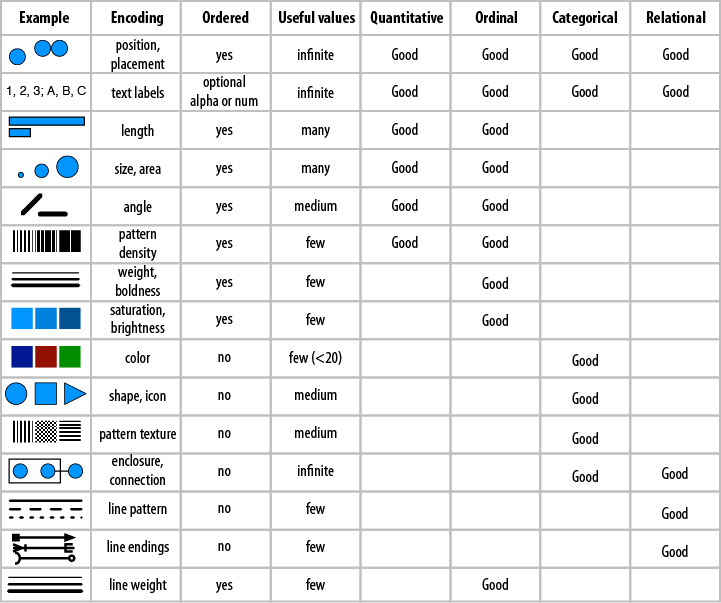 Example Encoding Ordered Useful values Quantitative Ordinal Categorical Relational
position, placement yes infinite Good Good Good Good
1, 2, 3; A, B, C text labels optional alpha or num infinite Good Good Good Good
length yes many Good Good
size, area yes many Good Good
angle yes medium Good Good
pattern density yes few Good Good
weight, boldness yes few Good
saturation, brightness yes few Good
color no few (<20) Good
shape, icon no medium Good
pattern texture no medium Good
enclosure, connection no infinite Good Good
line pattern no few Good
line endings no few Good
line weight yes few Good